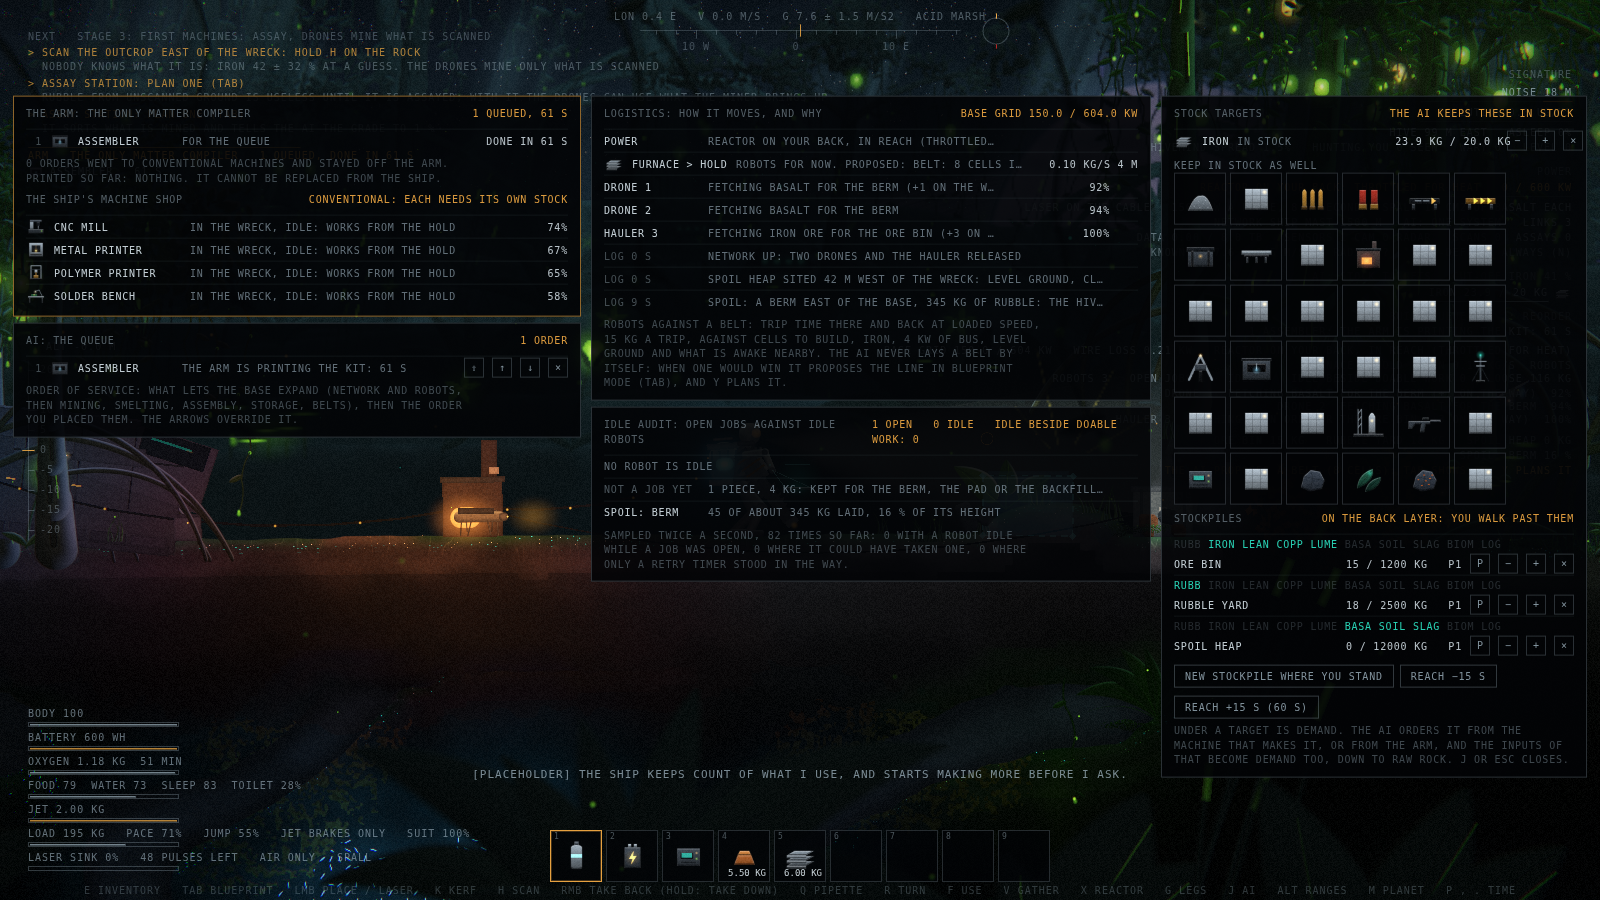 LON 0.4 E V 0.0 M/S G 7.6 ± 1.5 M/S2 ACID MARSH
10 W 0 10 E
NEXT STAGE 3: FIRST MACHINES: ASSAY, DRONES MINE WHAT IS SCANNED
> SCAN THE OUTCROP EAST OF THE WRECK: HOLD H ON THE ROCK
NOBODY KNOWS WHAT IT IS: IRON 42 ± 32 % AT A GUESS. THE DRONES MINE ONLY WHAT IS SCANNED
> ASSAY STATION: PLAN ONE (TAB)
SIGNATURE
NOISE 18 M
THE ARM: THE ONLY MATTER COMPILER 1 QUEUED, 61 S
1 ASSEMBLER FOR THE QUEUE DONE IN 61 S
0 ORDERS WENT TO CONVENTIONAL MACHINES AND STAYED OFF THE ARM.
PRINTED SO FAR: NOTHING. IT CANNOT BE REPLACED FROM THE SHIP.
THE SHIP'S MACHINE SHOP CONVENTIONAL: EACH NEEDS ITS OWN STOCK
CNC MILL IN THE WRECK, IDLE: WORKS FROM THE HOLD 74%
METAL PRINTER IN THE WRECK, IDLE: WORKS FROM THE HOLD 67%
POLYMER PRINTER IN THE WRECK, IDLE: WORKS FROM THE HOLD 65%
SOLDER BENCH IN THE WRECK, IDLE: WORKS FROM THE HOLD 58%
AI: THE QUEUE 1 ORDER
1 ASSEMBLER THE ARM IS PRINTING THE KIT: 61 S ↑ ↑ ↓ ×
ORDER OF SERVICE: WHAT LETS THE BASE EXPAND (NETWORK AND ROBOTS,
THEN MINING, SMELTING, ASSEMBLY, STORAGE, BELTS), THEN THE ORDER
YOU PLACED THEM. THE ARROWS OVERRIDE IT.
0
-5
-10
-15
-20
LOGISTICS: HOW IT MOVES, AND WHY BASE GRID 150.0 / 604.0 KW
POWER REACTOR ON YOUR BACK, IN REACH (THROTTLED…
FURNACE > HOLD ROBOTS FOR NOW. PROPOSED: BELT: 8 CELLS I… 0.10 KG/S 4 M
DRONE 1 FETCHING BASALT FOR THE BERM (+1 ON THE W… 92%
DRONE 2 FETCHING BASALT FOR THE BERM 94%
HAULER 3 FETCHING IRON ORE FOR THE ORE BIN (+3 ON … 100%
LOG 0 S NETWORK UP: TWO DRONES AND THE HAULER RELEASED
LOG 0 S SPOIL HEAP SITED 42 M WEST OF THE WRECK: LEVEL GROUND, CL…
LOG 9 S SPOIL: A BERM EAST OF THE BASE, 345 KG OF RUBBLE: THE HIV…
ROBOTS AGAINST A BELT: TRIP TIME THERE AND BACK AT LOADED SPEED,
15 KG A TRIP, AGAINST CELLS TO BUILD, IRON, 4 KW OF BUS, LEVEL
GROUND AND WHAT IS AWAKE NEARBY. THE AI NEVER LAYS A BELT BY
ITSELF: WHEN ONE WOULD WIN IT PROPOSES THE LINE IN BLUEPRINT
MODE (TAB), AND Y PLANS IT.
IDLE AUDIT: OPEN JOBS AGAINST IDLE ROBOTS 1 OPEN 0 IDLE IDLE BESIDE DOABLE WORK: 0
NO ROBOT IS IDLE
NOT A JOB YET 1 PIECE, 4 KG: KEPT FOR THE BERM, THE PAD OR THE BACKFILL…
SPOIL: BERM 45 OF ABOUT 345 KG LAID, 16 % OF ITS HEIGHT
SAMPLED TWICE A SECOND, 82 TIMES SO FAR: 0 WITH A ROBOT IDLE
WHILE A JOB WAS OPEN, 0 WHERE IT COULD HAVE TAKEN ONE, 0 WHERE
ONLY A RETRY TIMER STOOD IN THE WAY.
STOCK TARGETS THE AI KEEPS THESE IN STOCK
IRON IN STOCK 23.9 KG / 20.0 KG − + ×
KEEP IN STOCK AS WELL
STOCKPILES ON THE BACK LAYER: YOU WALK PAST THEM
RUBB IRON LEAN COPP LUME BASA SOIL SLAG BIOM LOG
ORE BIN 15 / 1200 KG P1 P − + ×
RUBB IRON LEAN COPP LUME BASA SOIL SLAG BIOM LOG
RUBBLE YARD 18 / 2500 KG P1 P − + ×
RUBB IRON LEAN COPP LUME BASA SOIL SLAG BIOM LOG
SPOIL HEAP 0 / 12000 KG P1 P − + ×
NEW STOCKPILE WHERE YOU STAND REACH −15 S
REACH +15 S (60 S)
UNDER A TARGET IS DEMAND. THE AI ORDERS IT FROM THE
MACHINE THAT MAKES IT, OR FROM THE ARM, AND THE INPUTS OF
THAT BECOME DEMAND TOO, DOWN TO RAW ROCK. J OR ESC CLOSES.
BODY 100
BATTERY 600 WH
OXYGEN 1.18 KG 51 MIN
FOOD 79 WATER 73 SLEEP 83 TOILET 28%
JET 2.00 KG
LOAD 195 KG PACE 71% JUMP 55% JET BRAKES ONLY SUIT 100%
LASER SINK 0% 48 PULSES LEFT AIR ONLY SPALL
[PLACEHOLDER] THE SHIP KEEPS COUNT OF WHAT I USE, AND STARTS MAKING MORE BEFORE I ASK.
1 2 3 4 5 6 7 8 9
5.50 KG 6.00 KG
E INVENTORY TAB BLUEPRINT LMB PLACE / LASER K KERF H SCAN RMB TAKE BACK (HOLD: TAKE DOWN) Q PIPETTE R TURN F USE V GATHER X REACTOR G LEGS J AI ALT RANGES M PLANET P , . TIME